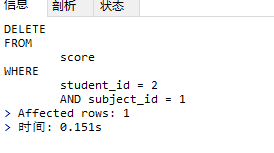 信息 剖析 状态
DELETE
FROM
score
WHERE
student_id = 2
AND subject_id = 1
> Affected rows: 1
> 时间: 0.151s